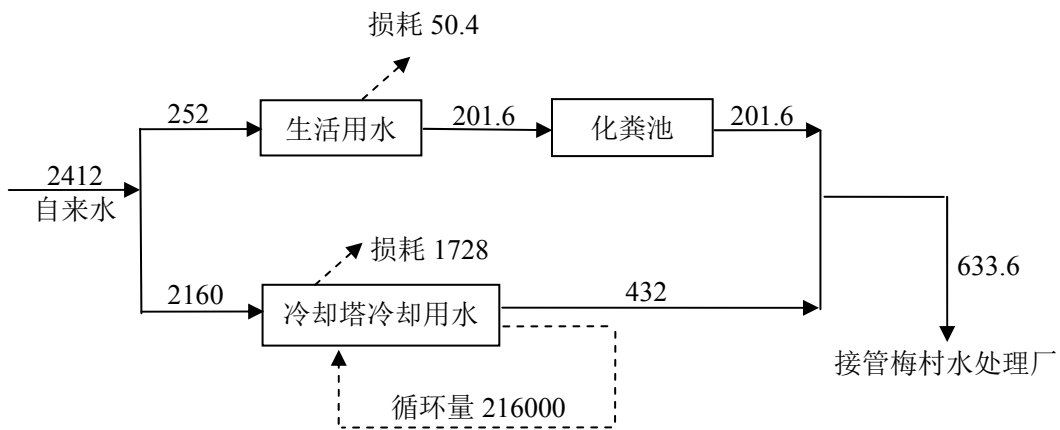 损耗 50.4
252
生活用水
201.6
化粪池
201.6
2412
自来水
损耗 1728
2160
冷却塔冷却用水
432
633.6
接管梅村水处理厂
循环量 216000